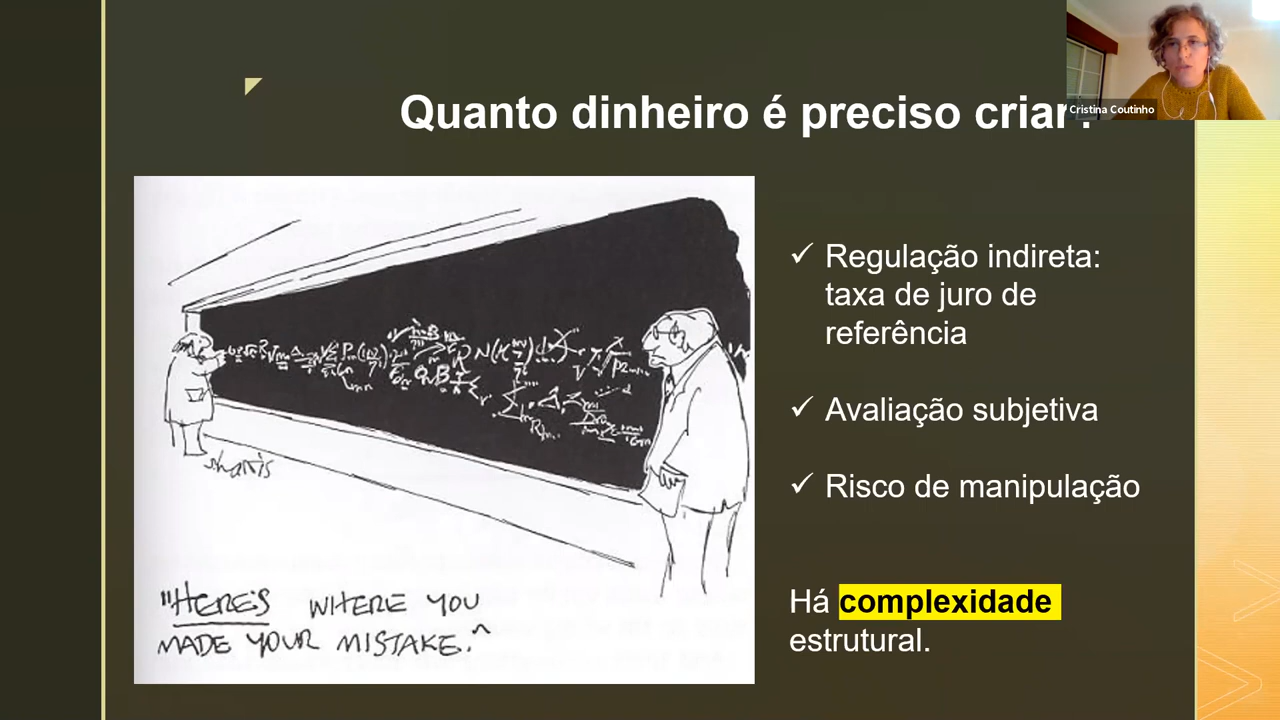 Quanto dinheiro é preciso criar?
Cristina Coutinho
Regulação indireta:
taxa de juro de
referência
Avaliação subjetiva
Risco de manipulação
Há complexidade
estrutural.
sharris
"HERE'S WHERE YOU
MADE YOUR MISTAKE."